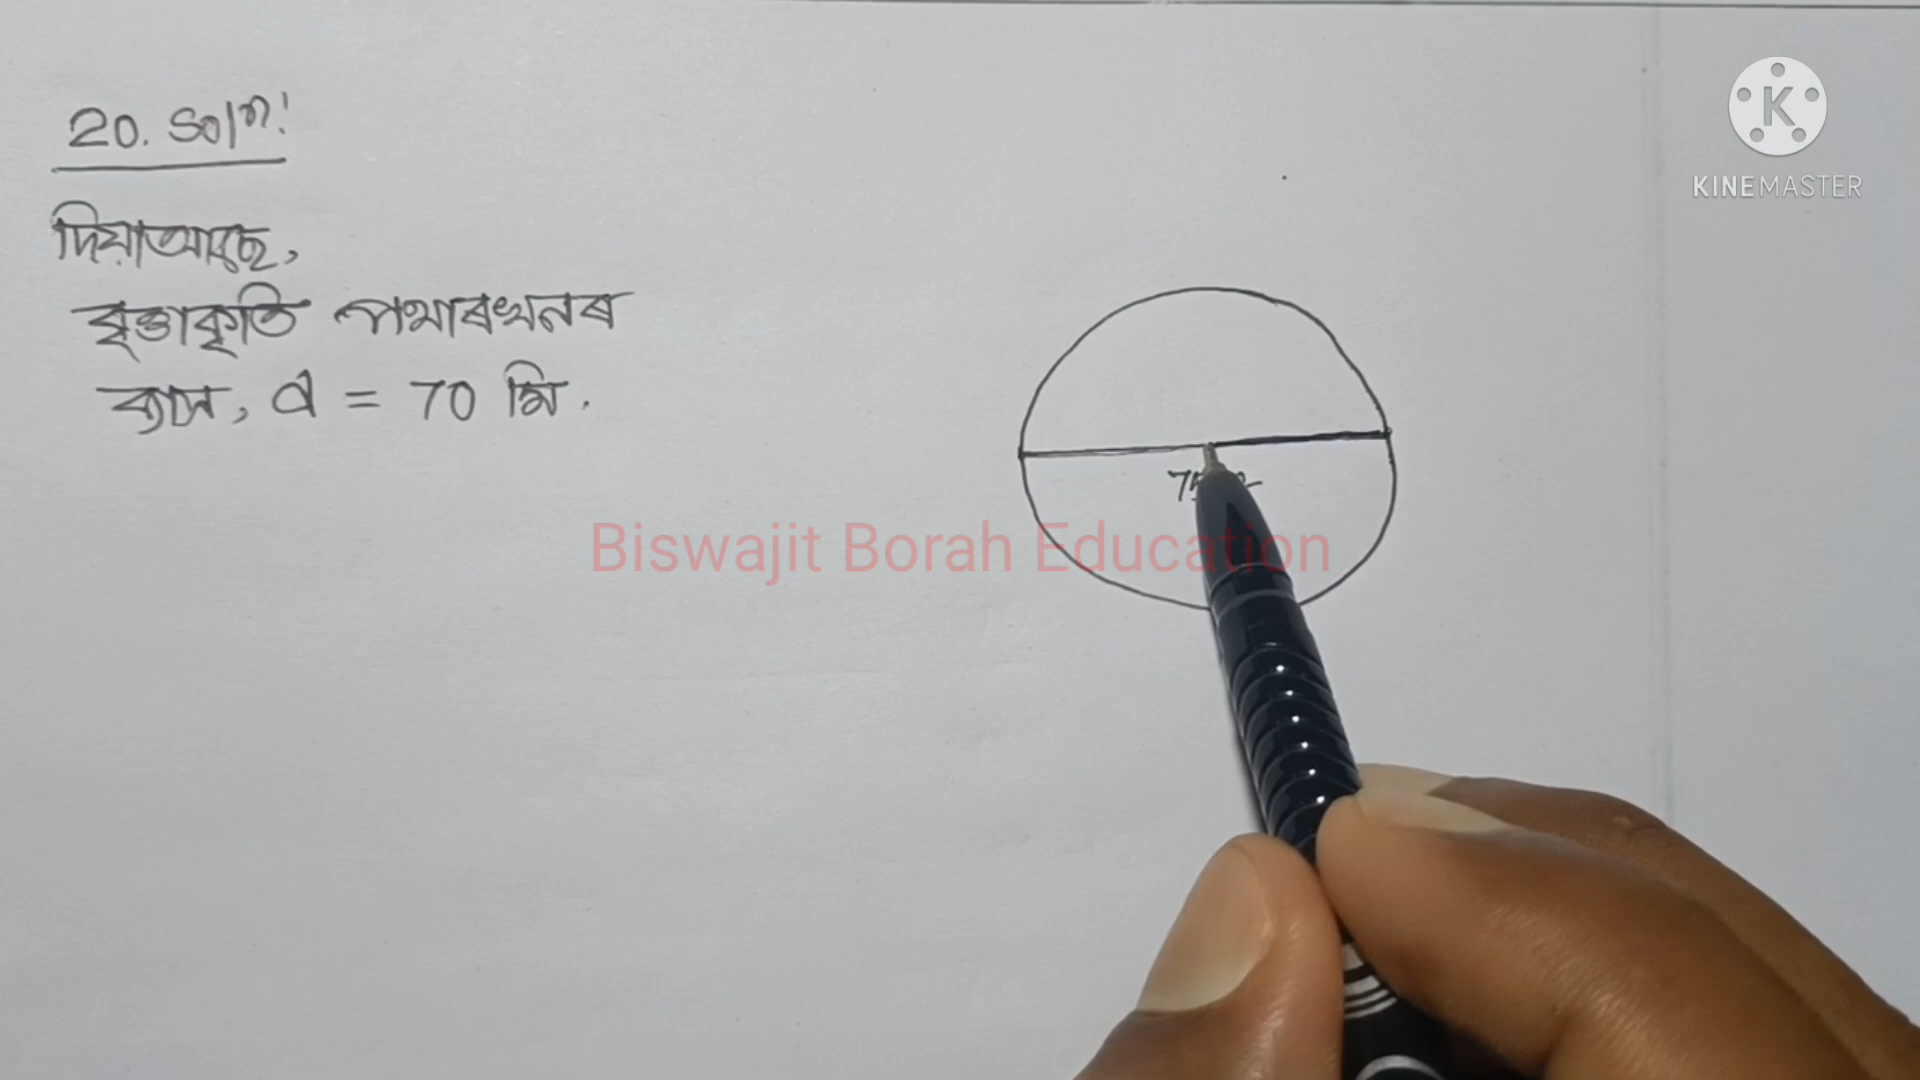 20. Solⁿ!
দিয়াআছে,
বৃত্তাকৃতি পথাৰখনৰ
ব্যাস, d = 70 মি.
KINEMASTER
Biswajit Borah Education